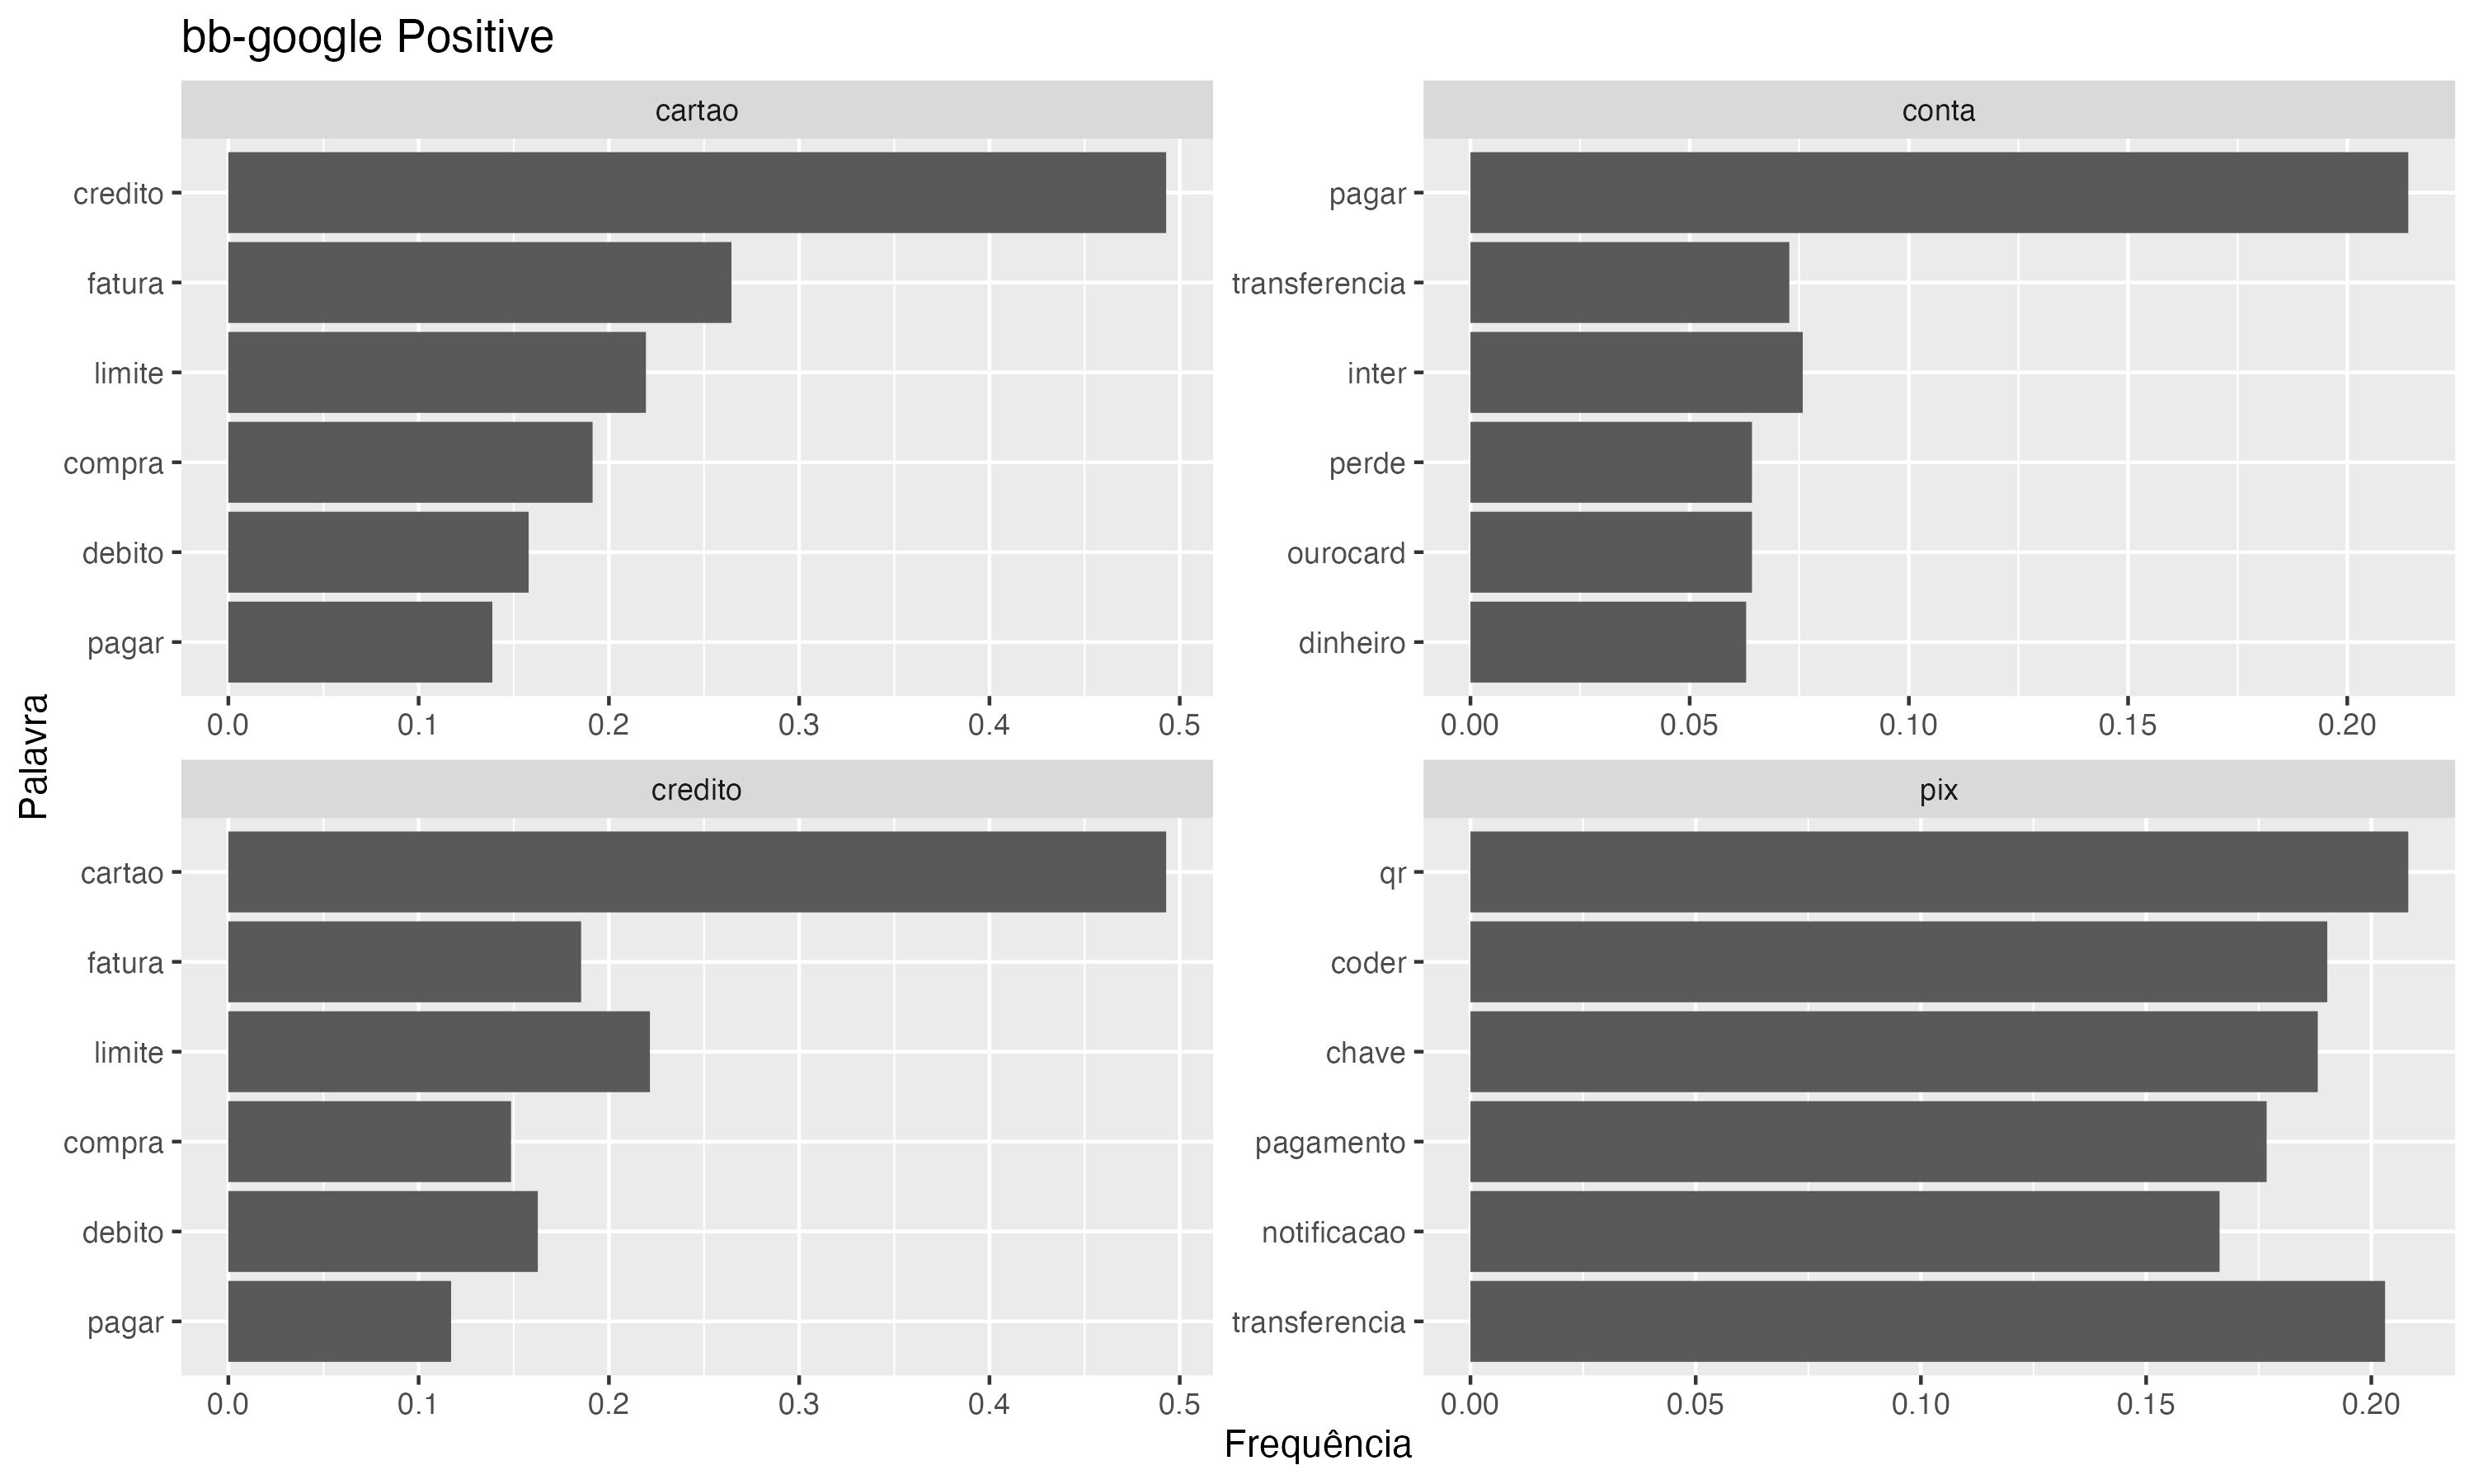 bb-google Positive
cartao
credito
fatura
limite
compra
debito
pagar
0.0 0.1 0.2 0.3 0.4 0.5
conta
pagar
transferencia
inter
perde
ourocard
dinheiro
0.00 0.05 0.10 0.15 0.20
credito
cartao
fatura
limite
compra
debito
pagar
0.0 0.1 0.2 0.3 0.4 0.5
pix
qr
coder
chave
pagamento
notificacao
transferencia
0.00 0.05 0.10 0.15 0.20
Palavra
Frequência